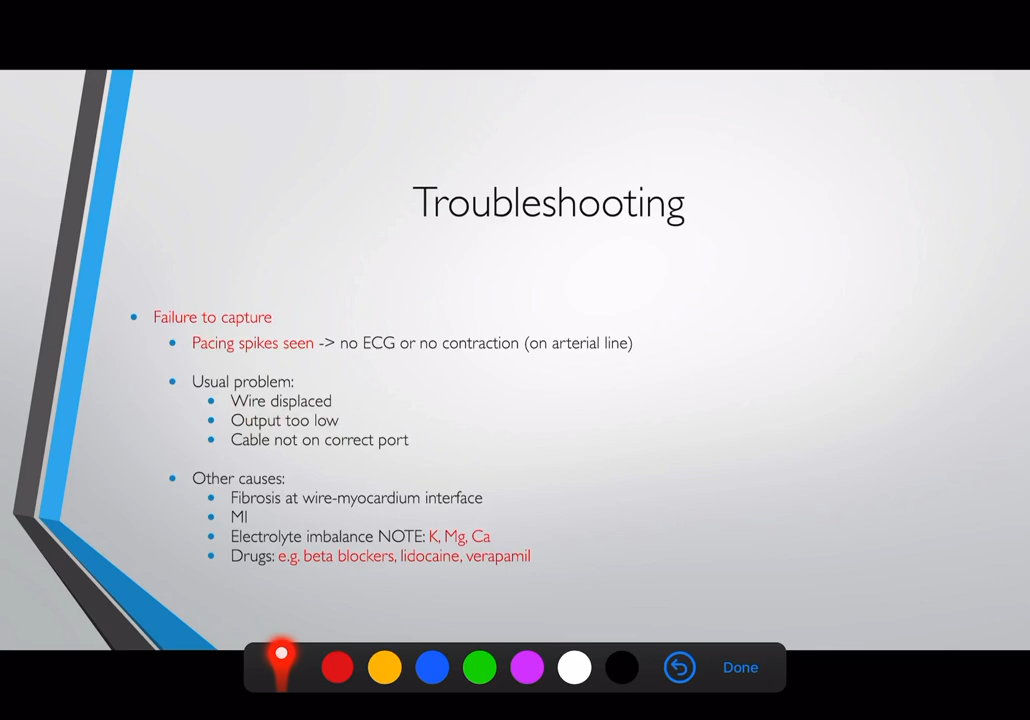 Troubleshooting
Failure to capture
Pacing spikes seen -> no ECG or no contraction (on arterial line)
Usual problem:
Wire displaced
Output too low
Cable not on correct port
Other causes:
Fibrosis at wire-myocardium interface
MI
Electrolyte imbalance NOTE: K, Mg, Ca
Drugs: e.g. beta blockers, lidocaine, verapamil
Done